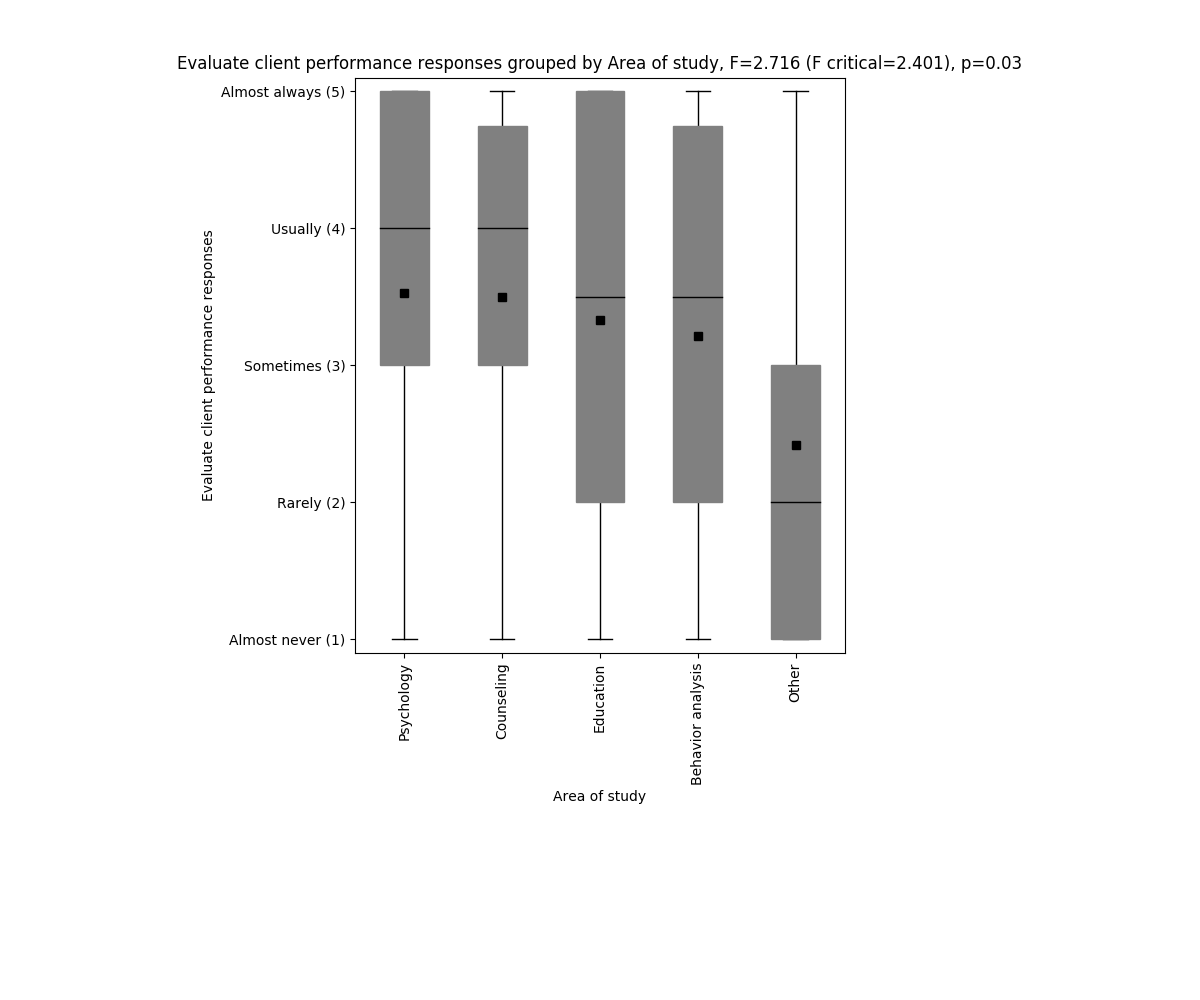 Evaluate client performance responses grouped by Area of study, F=2.716 (F critical=2.401), p=0.03
Almost always (5)
Usually (4)
Sometimes (3)
Rarely (2)
Almost never (1)
Evaluate client performance responses
Psychology
Counseling
Education
Behavior analysis
Other
Area of study